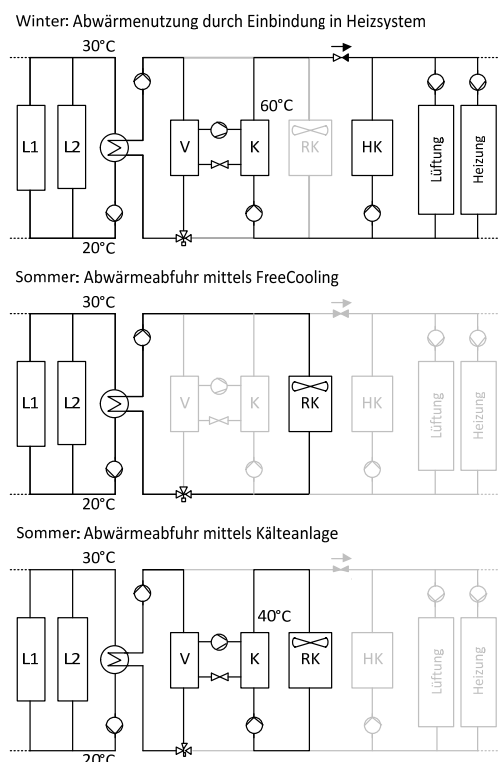 Winter: Abwärmenutzung durch Einbindung in Heizsystem
30°C
60°C
L1 L2 V K RK HK Lüftung Heizung
20°C
Sommer: Abwärmeabfuhr mittels FreeCooling
30°C
L1 L2 V K RK HK Lüftung Heizung
20°C
Sommer: Abwärmeabfuhr mittels Kälteanlage
30°C
40°C
L1 L2 V K RK HK Lüftung Heizung
20°C